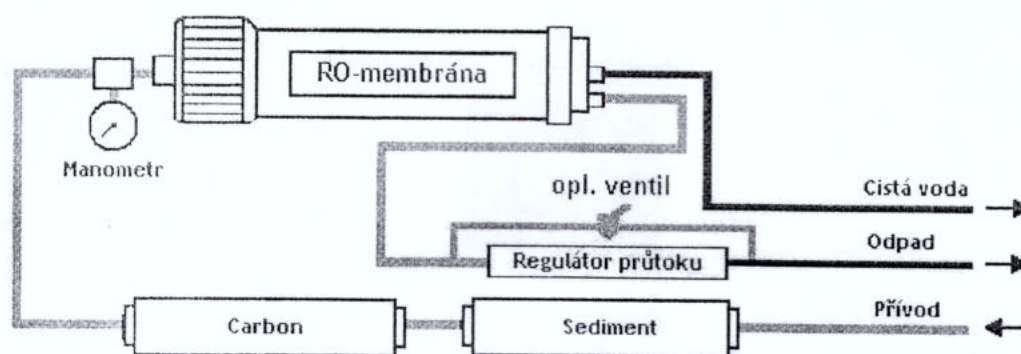 RO-membrána
Manometr
opl. ventil
Cistá voda
Odpad
Regulátor průtoku
Přívod
Carbon
Sediment